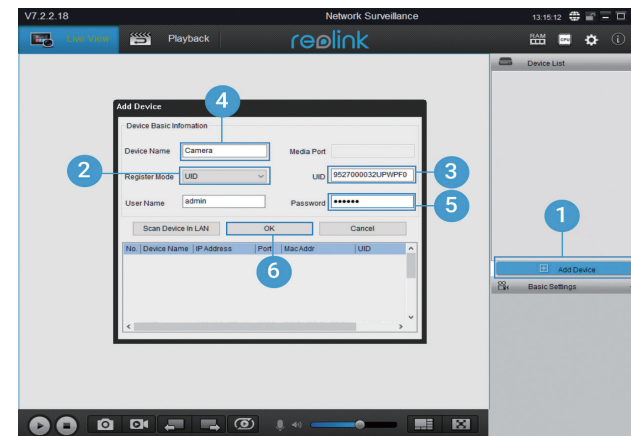 V7.2.2.18 Network Surveillance 13:15:12
Live View Playback reolink RAM CPU
Device List
Add Device
4
Device Basic Infomation
Device Name Camera Media Port
2
Register Mode UID UID 9527000032UPWPF0
3
User Name admin Password ●●●●●●
5
1
Scan Device In LAN OK Cancel
No. Device Name IP Address Port Mac Addr UID
6
Add Device
Basic Settings